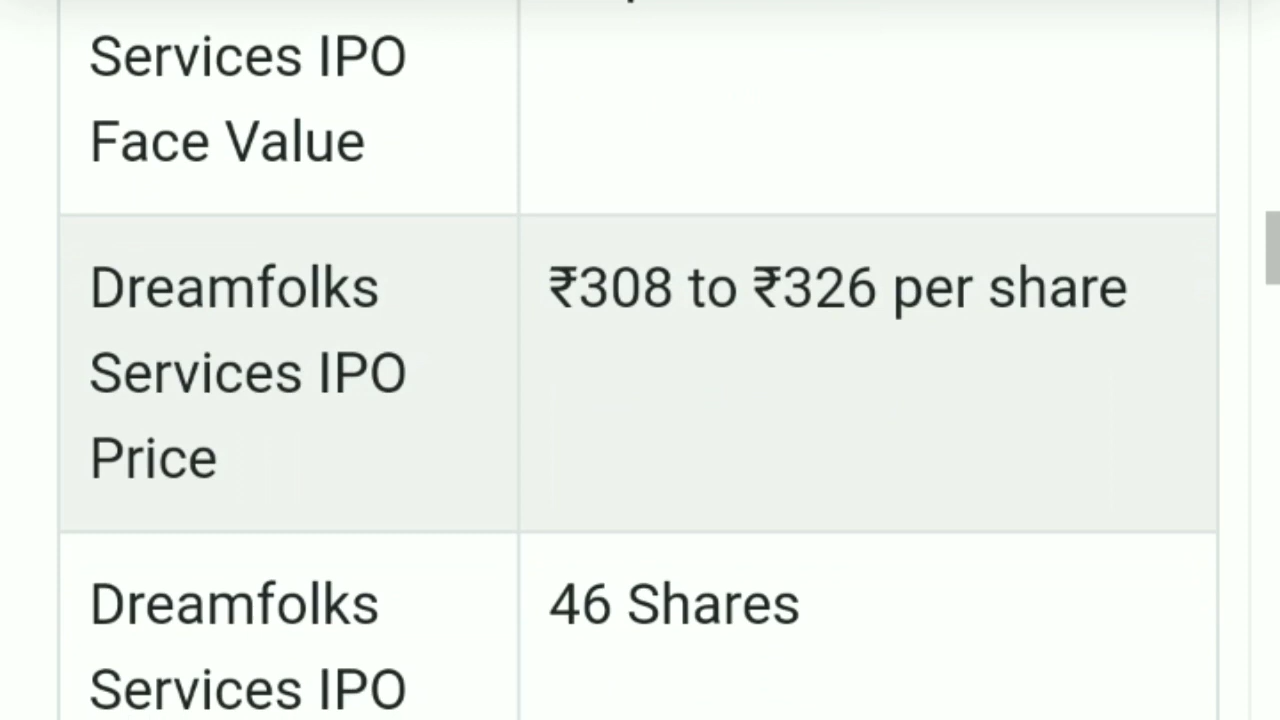 Services IPO
Face Value
Dreamfolks
Services IPO
Price
₹308 to ₹326 per share
Dreamfolks
Services IPO
46 Shares